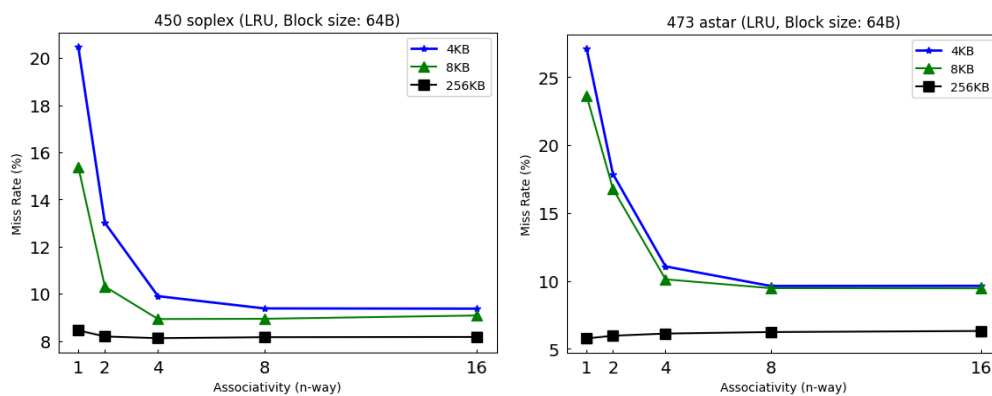 450 soplex (LRU, Block size: 64B)
Miss Rate (%)
20
18
16
14
12
10
8
4KB
8KB
256KB
1 2 4 8 16
Associativity (n-way)
473 astar (LRU, Block size: 64B)
Miss Rate (%)
25
20
15
10
5
4KB
8KB
256KB
1 2 4 8 16
Associativity (n-way)